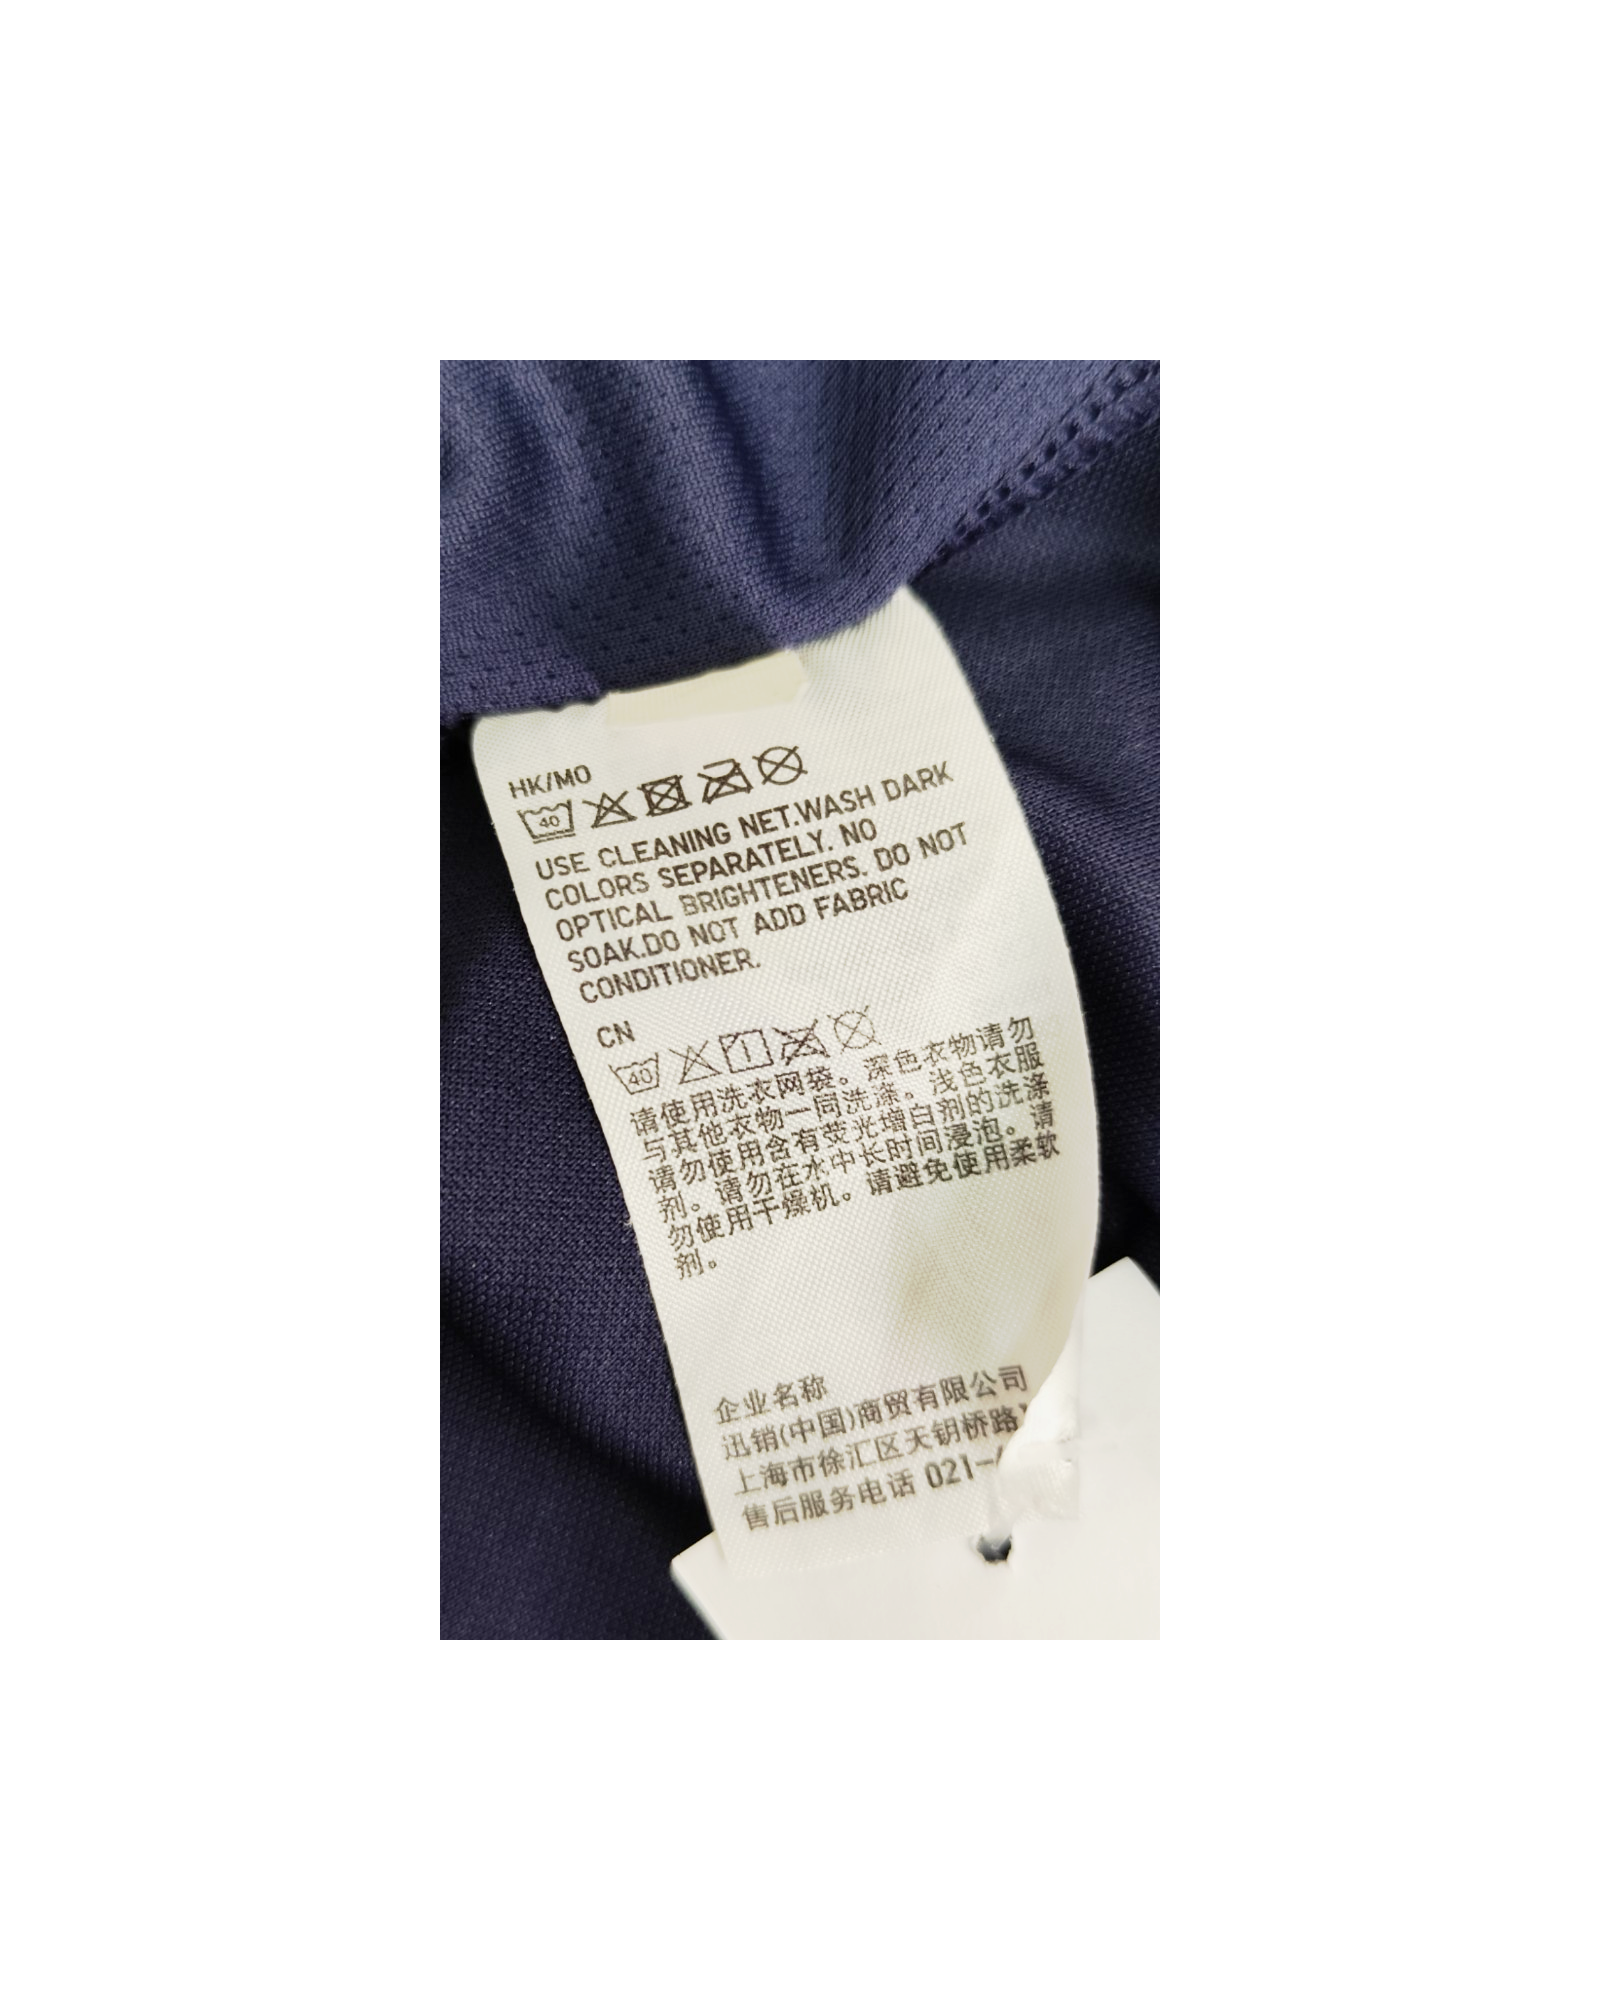 HK/MO
40
USE CLEANING NET.WASH DARK
COLORS SEPARATELY. NO
OPTICAL BRIGHTENERS. DO NOT
SOAK.DO NOT ADD FABRIC
CONDITIONER.
CN
40
请使用洗衣网袋。深色衣物请勿
与其他衣物一同洗涤。浅色衣服
请勿使用含有荧光增白剂的洗涤
剂。请勿在水中长时间浸泡。请
勿使用干燥机。请避免使用柔软
剂。
企业名称
迅销(中国)商贸有限公司
上海市徐汇区天钥桥路
售后服务电话 021-